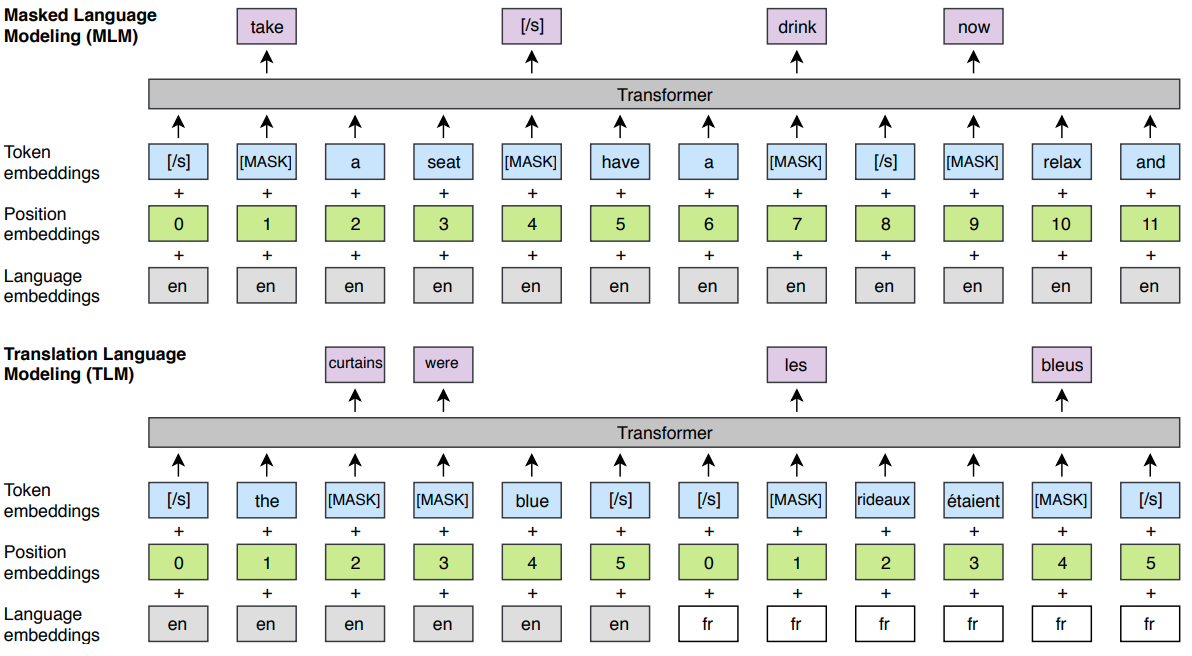 Masked Language
Modeling (MLM)
take [/s] drink now
Transformer
Token
embeddings
[/s] [MASK] a seat [MASK] have a [MASK] [/s] [MASK] relax and
+ + + + + + + + + + + +
Position
embeddings
0 1 2 3 4 5 6 7 8 9 10 11
+ + + + + + + + + + + +
Language
embeddings
en en en en en en en en en en en en
Translation Language
Modeling (TLM)
curtains were les bleus
Transformer
Token
embeddings
[/s] the [MASK] [MASK] blue [/s] [/s] [MASK] rideaux étaient [MASK] [/s]
+ + + + + + + + + + + +
Position
embeddings
0 1 2 3 4 5 0 1 2 3 4 5
+ + + + + + + + + + + +
Language
embeddings
en en en en en en fr fr fr fr fr fr